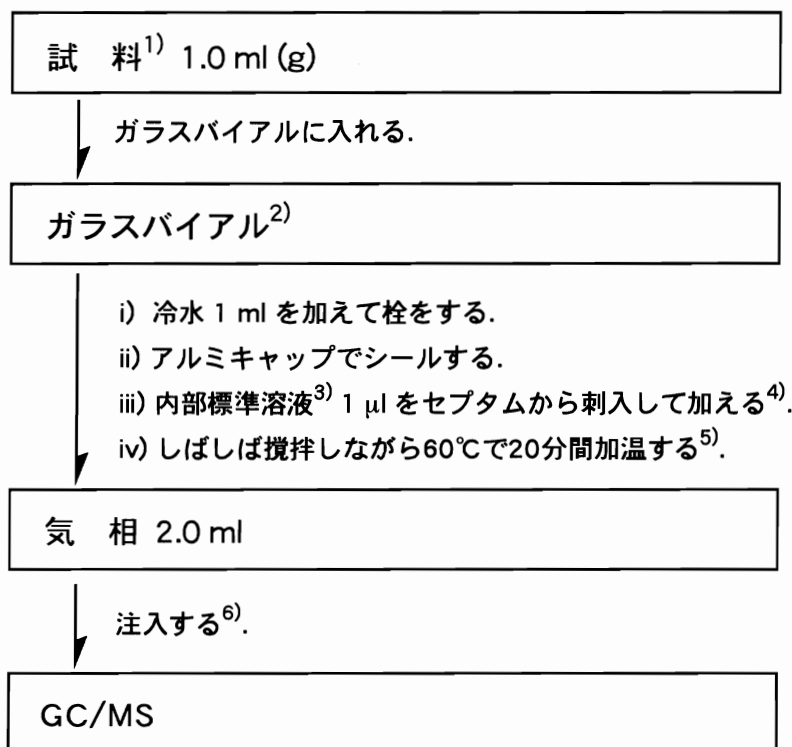 試　料1) 1.0 ml (g)
ガラスバイアルに入れる.
ガラスバイアル2)
i) 冷水 1 ml を加えて栓をする.
ii) アルミキャップでシールする.
iii) 内部標準溶液3) 1 μl をセプタムから刺入して加える4).
iv) しばしば撹拌しながら60℃で20分間加温する5).
気　相 2.0 ml
注入する6).
GC/MS